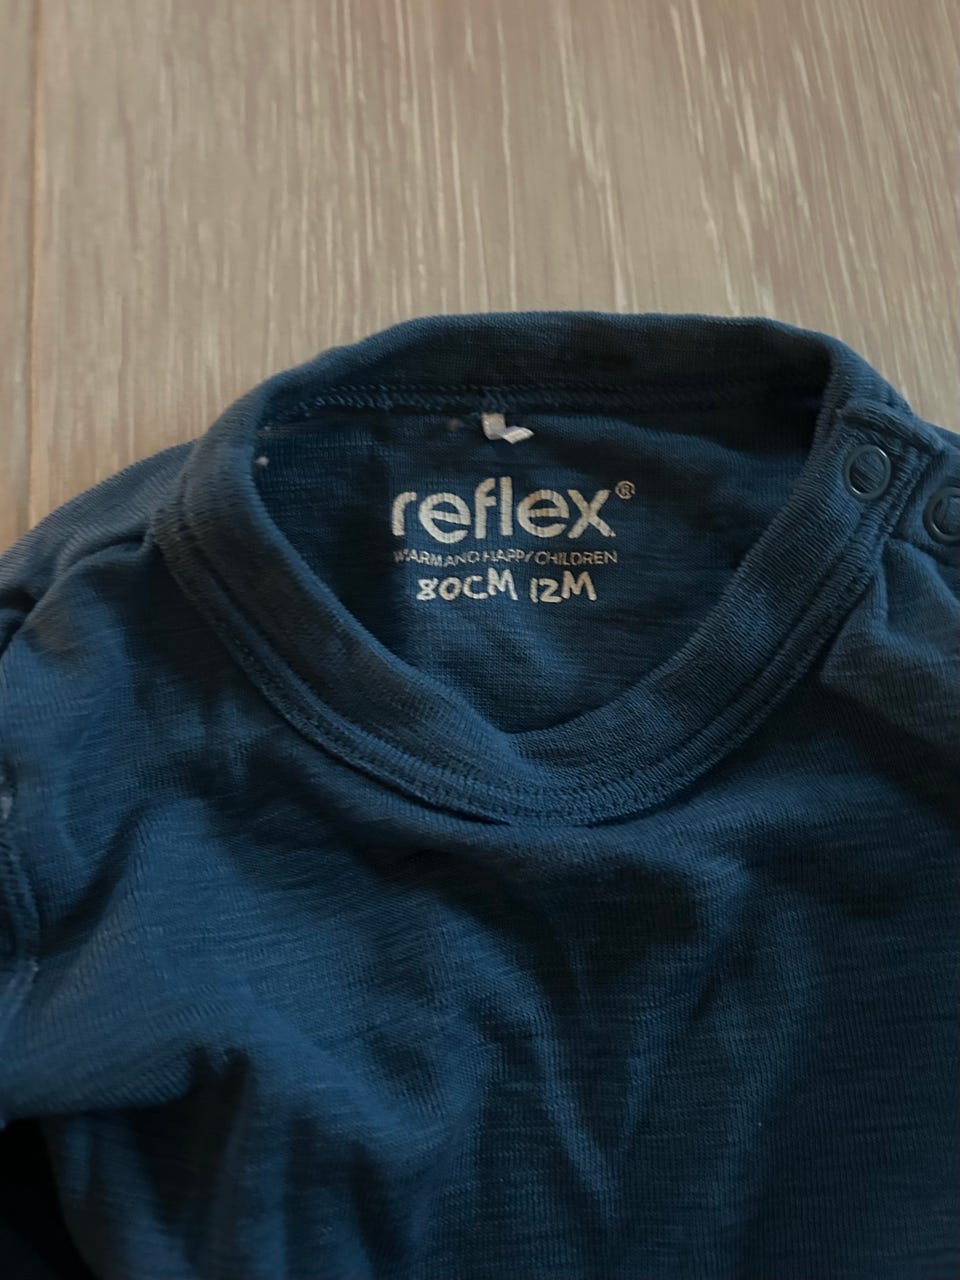 reflex®
WARM AND HAPPY CHILDREN
80CM 12M